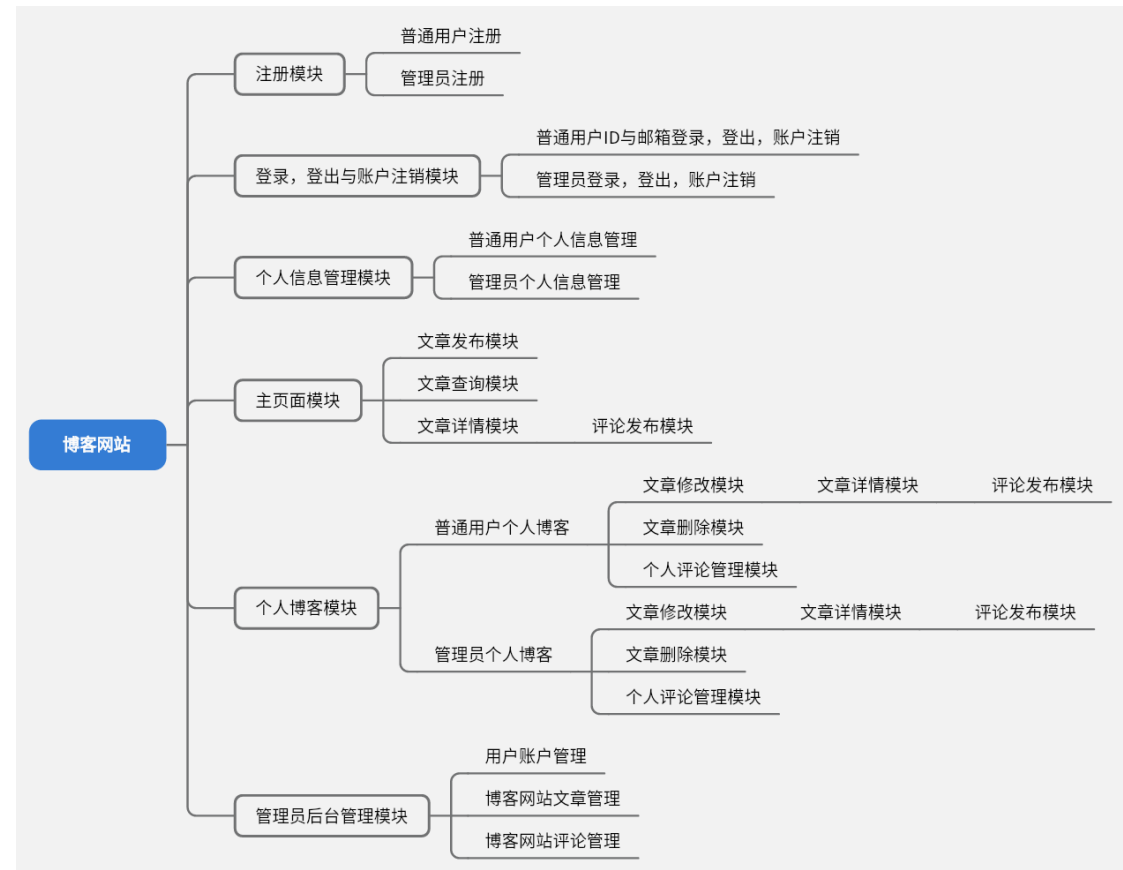 博客网站
注册模块
普通用户注册
管理员注册
登录，登出与账户注销模块
普通用户ID与邮箱登录，登出，账户注销
管理员登录，登出，账户注销
个人信息管理模块
普通用户个人信息管理
管理员个人信息管理
主页面模块
文章发布模块
文章查询模块
文章详情模块
评论发布模块
个人博客模块
普通用户个人博客
文章修改模块
文章详情模块
评论发布模块
文章删除模块
个人评论管理模块
管理员个人博客
文章修改模块
文章详情模块
评论发布模块
文章删除模块
个人评论管理模块
管理员后台管理模块
用户账户管理
博客网站文章管理
博客网站评论管理